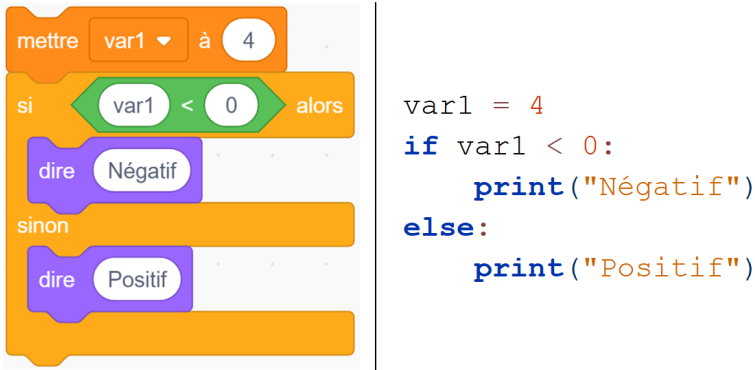 mettre var1 à 4
si var1 < 0 alors
dire Négatif
sinon
dire Positif
var1 = 4
if var1 < 0:
    print("Négatif")
else:
    print("Positif")